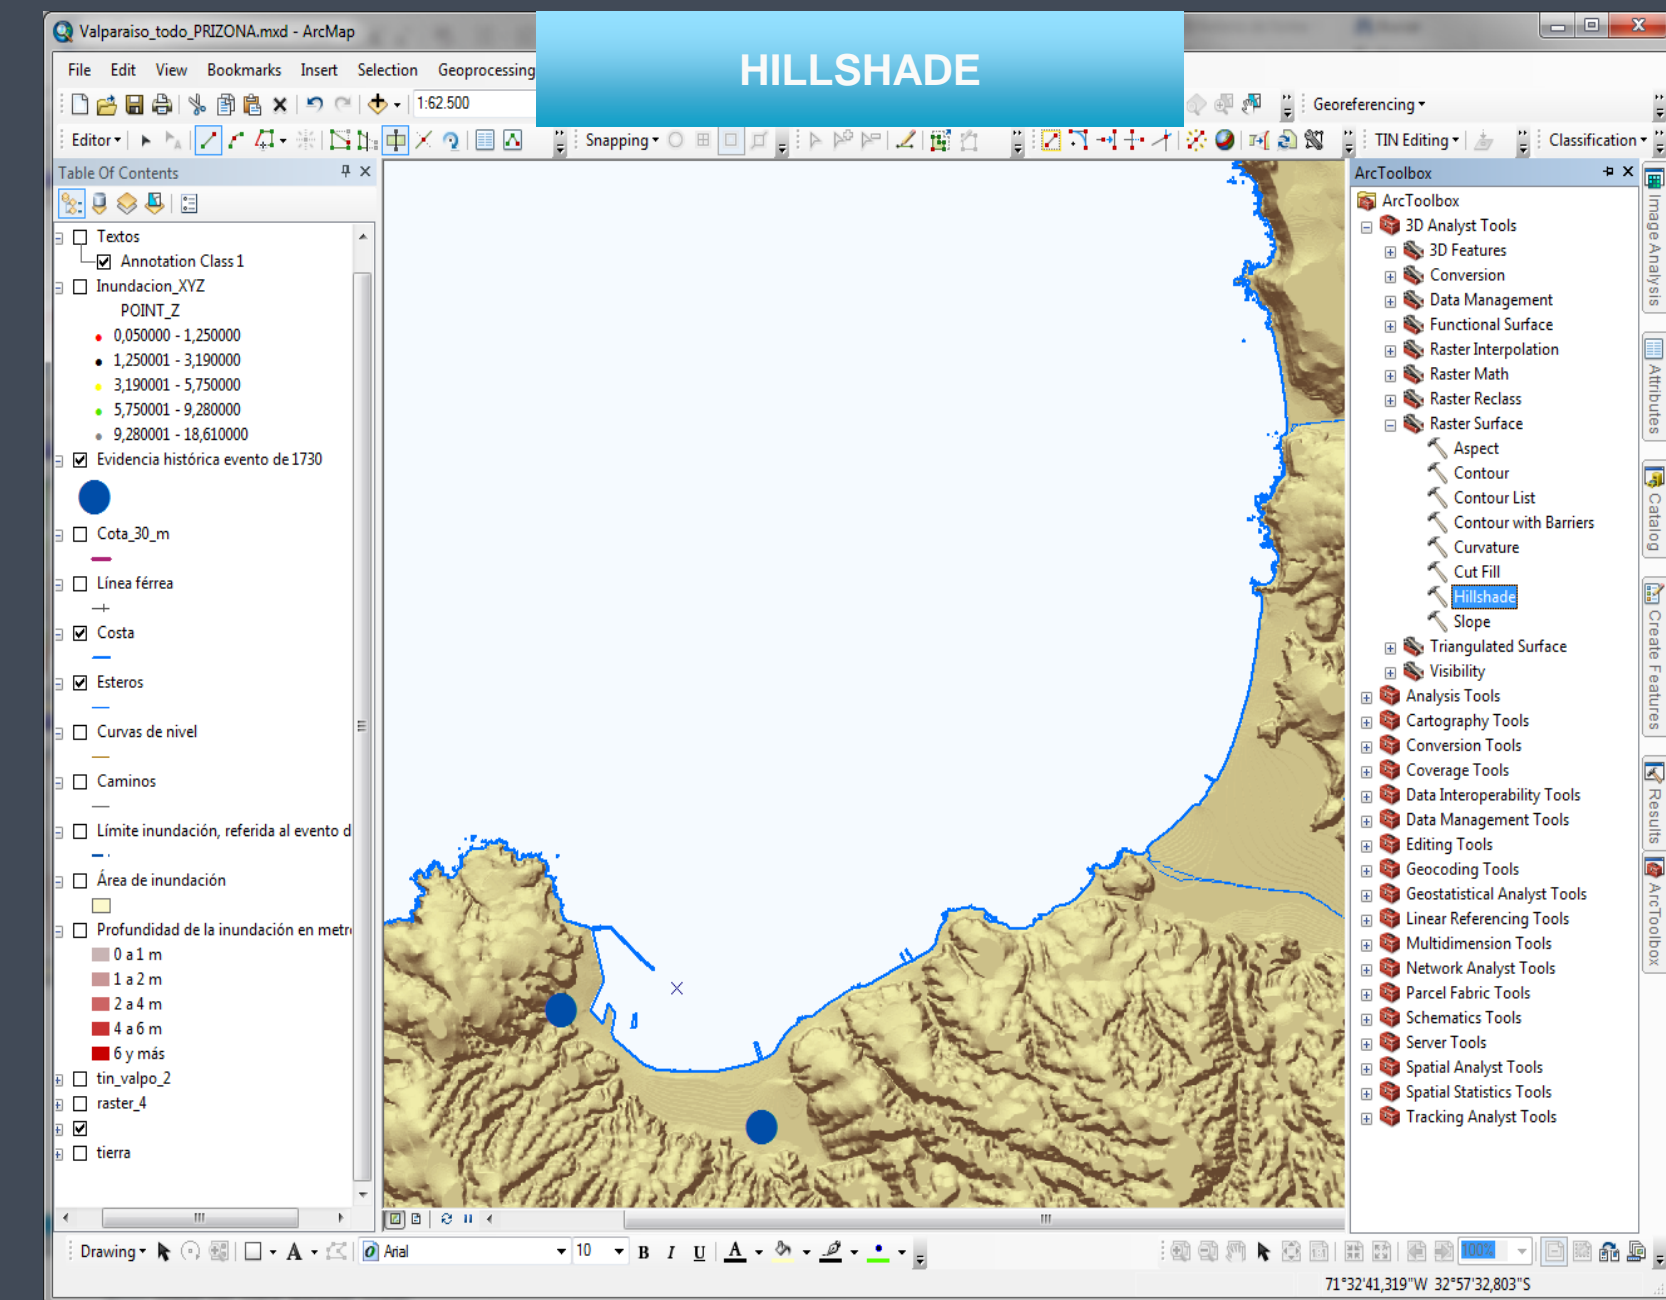 Valparaiso_todo_PRIZONA.mxd - ArcMap
HILLSHADE
File Edit View Bookmarks Insert Selection Geoprocessing
1:62.500
Georeferencing
Editor
Snapping
TIN Editing
Classification
Table Of Contents
Textos
Annotation Class 1
Inundacion_XYZ
POINT_Z
0,050000 - 1,250000
1,250001 - 3,190000
3,190001 - 5,750000
5,750001 - 9,280000
9,280001 - 18,610000
Evidencia histórica evento de 1730
Cota_30_m
Línea férrea
Costa
Esteros
Curvas de nivel
Caminos
Límite inundación, referida al evento d
Área de inundación
Profundidad de la inundación en metr
0 a 1 m
1 a 2 m
2 a 4 m
4 a 6 m
6 y más
tin_valpo_2
raster_4
tierra
ArcToolbox
ArcToolbox
3D Analyst Tools
3D Features
Conversion
Data Management
Functional Surface
Raster Interpolation
Raster Math
Raster Reclass
Raster Surface
Aspect
Contour
Contour List
Contour with Barriers
Curvature
Cut Fill
Hillshade
Slope
Triangulated Surface
Visibility
Analysis Tools
Cartography Tools
Conversion Tools
Coverage Tools
Data Interoperability Tools
Data Management Tools
Editing Tools
Geocoding Tools
Geostatistical Analyst Tools
Linear Referencing Tools
Multidimension Tools
Network Analyst Tools
Parcel Fabric Tools
Schematics Tools
Server Tools
Spatial Analyst Tools
Spatial Statistics Tools
Tracking Analyst Tools
Image Analysis
Attributes
Catalog
Create Features
Results
ArcToolbox
Drawing
A
Arial
10
B I U A
100%
71°32'41,319"W 32°57'32,803"S